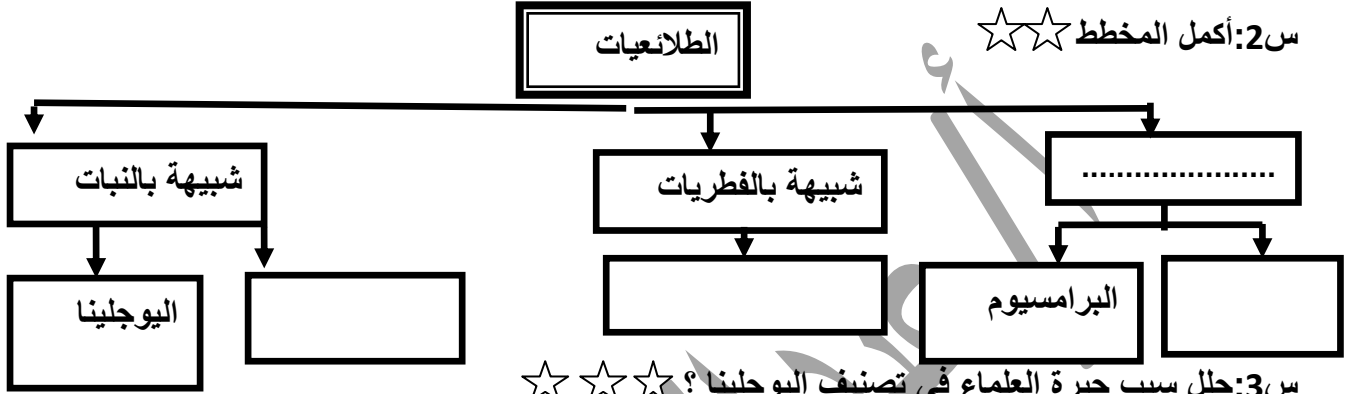 س2:أكمل المخطط
الطلائعيات
......................
شبيهة بالفطريات
شبيهة بالنبات
البرامسيوم
اليوجلينا
س3:حلل سبب حيرة العلماء في تصنيف اليوجلينا ؟